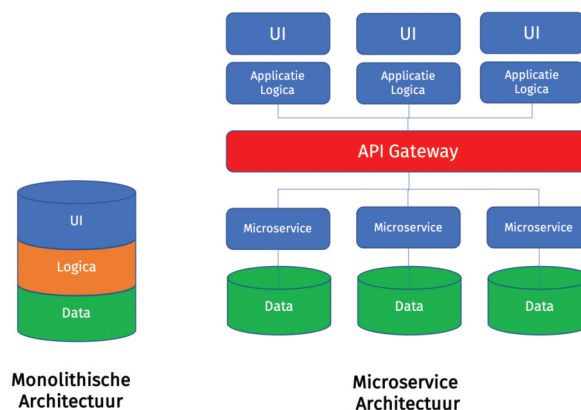 UI
Logica
Data
Monolithische
Architectuur
UI
UI
UI
Applicatie
Logica
Applicatie
Logica
Applicatie
Logica
API Gateway
Microservice
Microservice
Microservice
Data
Data
Data
Microservice
Architectuur